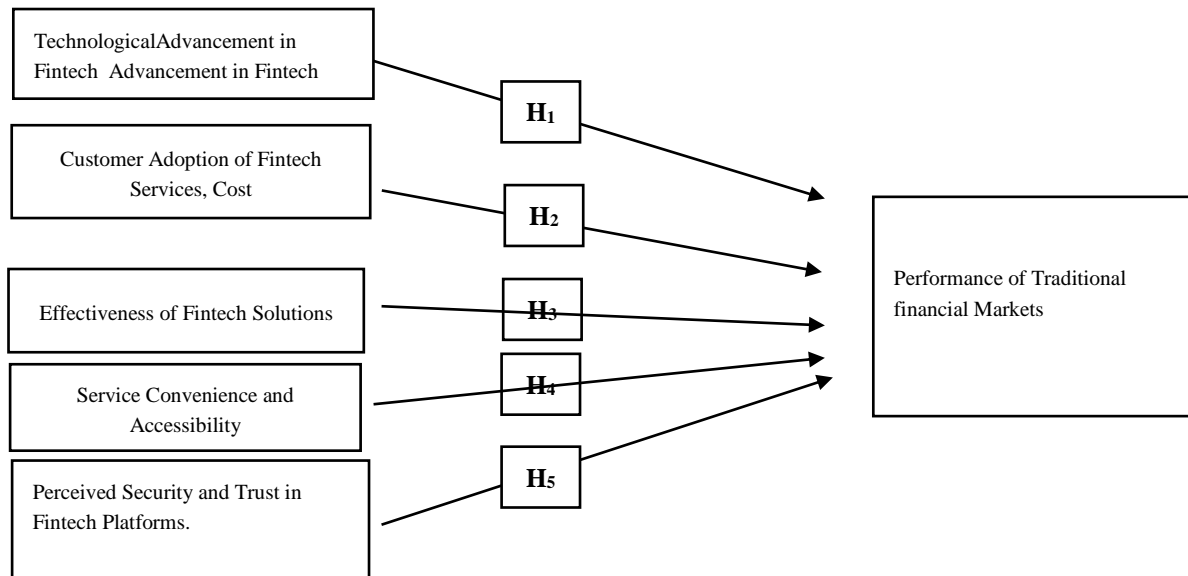 TechnologicalAdvancement in
Fintech Advancement in Fintech
H1
Customer Adoption of Fintech
Services, Cost
H2
Effectiveness of Fintech Solutions
H3
Service Convenience and
Accessibility
H4
Perceived Security and Trust in
Fintech Platforms.
H5
Performance of Traditional
financial Markets